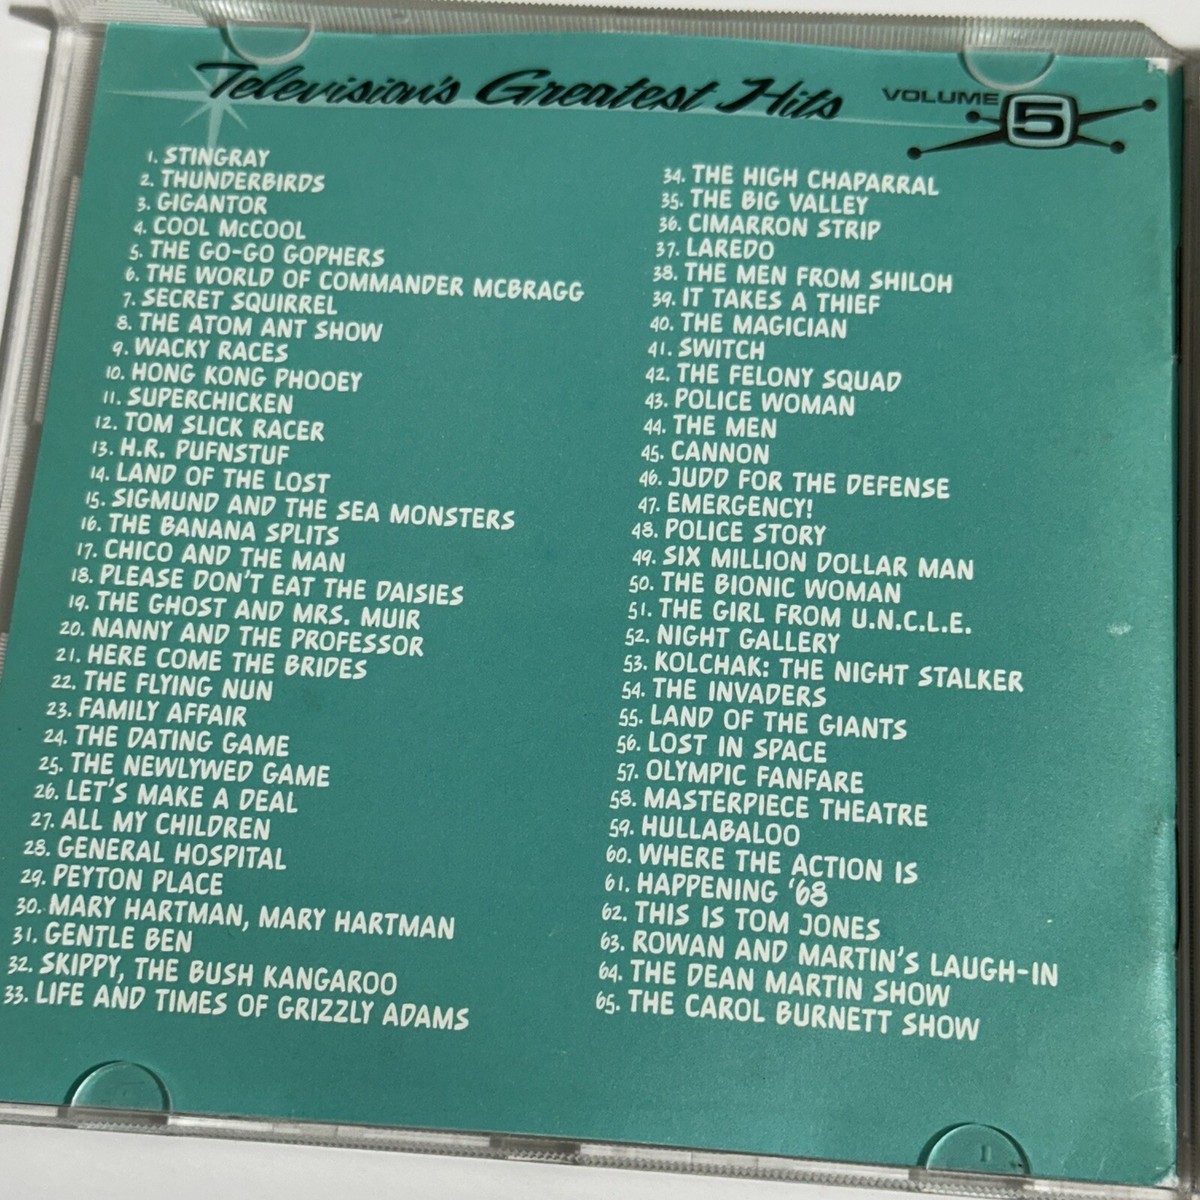 Television's Greatest Hits VOLUME 5
1. STINGRAY
2. THUNDERBIRDS
3. GIGANTOR
4. COOL McCOOL
5. THE GO-GO GOPHERS
6. THE WORLD OF COMMANDER MCBRAGG
7. SECRET SQUIRREL
8. THE ATOM ANT SHOW
9. WACKY RACES
10. HONG KONG PHOOEY
11. SUPERCHICKEN
12. TOM SLICK RACER
13. H.R. PUFNSTUF
14. LAND OF THE LOST
15. SIGMUND AND THE SEA MONSTERS
16. THE BANANA SPLITS
17. CHICO AND THE MAN
18. PLEASE DON'T EAT THE DAISIES
19. THE GHOST AND MRS. MUIR
20. NANNY AND THE PROFESSOR
21. HERE COME THE BRIDES
22. THE FLYING NUN
23. FAMILY AFFAIR
24. THE DATING GAME
25. THE NEWLYWED GAME
26. LET'S MAKE A DEAL
27. ALL MY CHILDREN
28. GENERAL HOSPITAL
29. PEYTON PLACE
30. MARY HARTMAN, MARY HARTMAN
31. GENTLE BEN
32. SKIPPY, THE BUSH KANGAROO
33. LIFE AND TIMES OF GRIZZLY ADAMS
34. THE HIGH CHAPARRAL
35. THE BIG VALLEY
36. CIMARRON STRIP
37. LAREDO
38. THE MEN FROM SHILOH
39. IT TAKES A THIEF
40. THE MAGICIAN
41. SWITCH
42. THE FELONY SQUAD
43. POLICE WOMAN
44. THE MEN
45. CANNON
46. JUDD FOR THE DEFENSE
47. EMERGENCY!
48. POLICE STORY
49. SIX MILLION DOLLAR MAN
50. THE BIONIC WOMAN
51. THE GIRL FROM U.N.C.L.E.
52. NIGHT GALLERY
53. KOLCHAK: THE NIGHT STALKER
54. THE INVADERS
55. LAND OF THE GIANTS
56. LOST IN SPACE
57. OLYMPIC FANFARE
58. MASTERPIECE THEATRE
59. HULLABALOO
60. WHERE THE ACTION IS
61. HAPPENING '68
62. THIS IS TOM JONES
63. ROWAN AND MARTIN'S LAUGH-IN
64. THE DEAN MARTIN SHOW
65. THE CAROL BURNETT SHOW